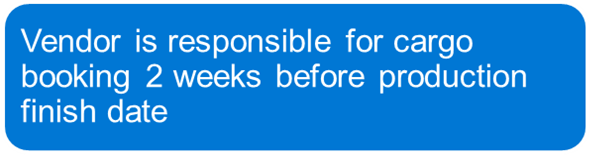 Vendor is responsible for cargo
booking 2 weeks before production
finish date